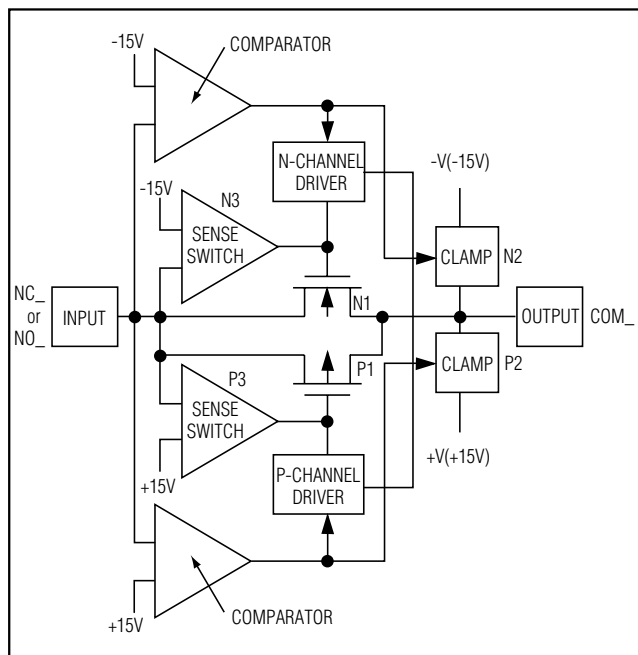 -15V
COMPARATOR
N-CHANNEL
DRIVER
-V(-15V)
-15V
N3
SENSE
SWITCH
CLAMP
N2
NC_
or
NO_
INPUT
N1
OUTPUT
COM_
P1
CLAMP
P2
P3
SENSE
SWITCH
+15V
+V(+15V)
P-CHANNEL
DRIVER
+15V
COMPARATOR